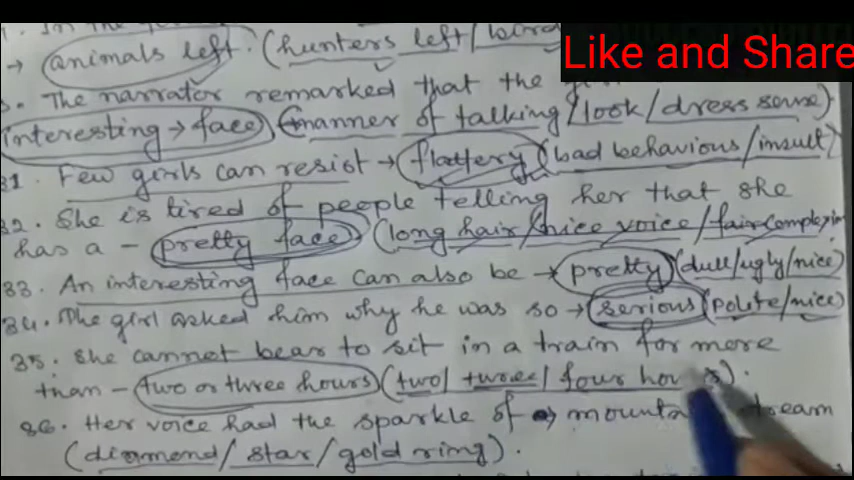 Like and Share
→ animals left. (hunters left/
The narrator remarked that the
interesting → face (manner of talking/look/dress sense)
31. Few girls can resist → flattery (bad behavious/insult)
32. She is tired of people telling her that she
has a - pretty face (long hair/nice voice/fair complexion
33. An interesting face can also be → pretty (dull/ugly/nice)
34. The girl asked him why he was so → serious (polite/nice)
35. She cannot bear to sit in a train for more
than - two or three hours (two/three/four hours).
36. Her voice had the sparkle of → mountain stream
(diamond/star/gold ring).